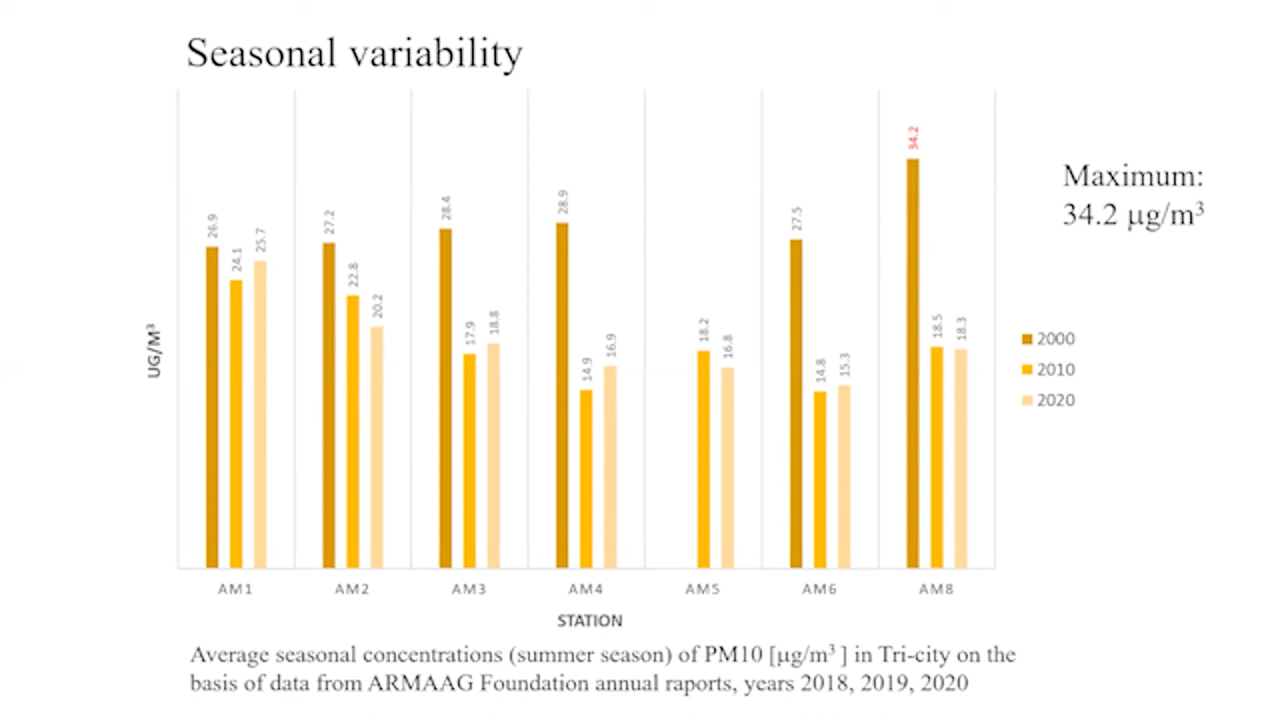 Seasonal variability
34.2
Maximum:
34.2 µg/m³
26.9 24.1 25.7
27.2 22.8 20.2
28.4 17.9 18.8
28.9 14.9 16.9
18.2 16.8
27.5 14.8 15.3
18.5 18.3
UG/M³
2000
2010
2020
AM1 AM2 AM3 AM4 AM5 AM6 AM8
STATION
Average seasonal concentrations (summer season) of PM10 [µg/m³ ] in Tri-city on the
basis of data from ARMAAG Foundation annual raports, years 2018, 2019, 2020